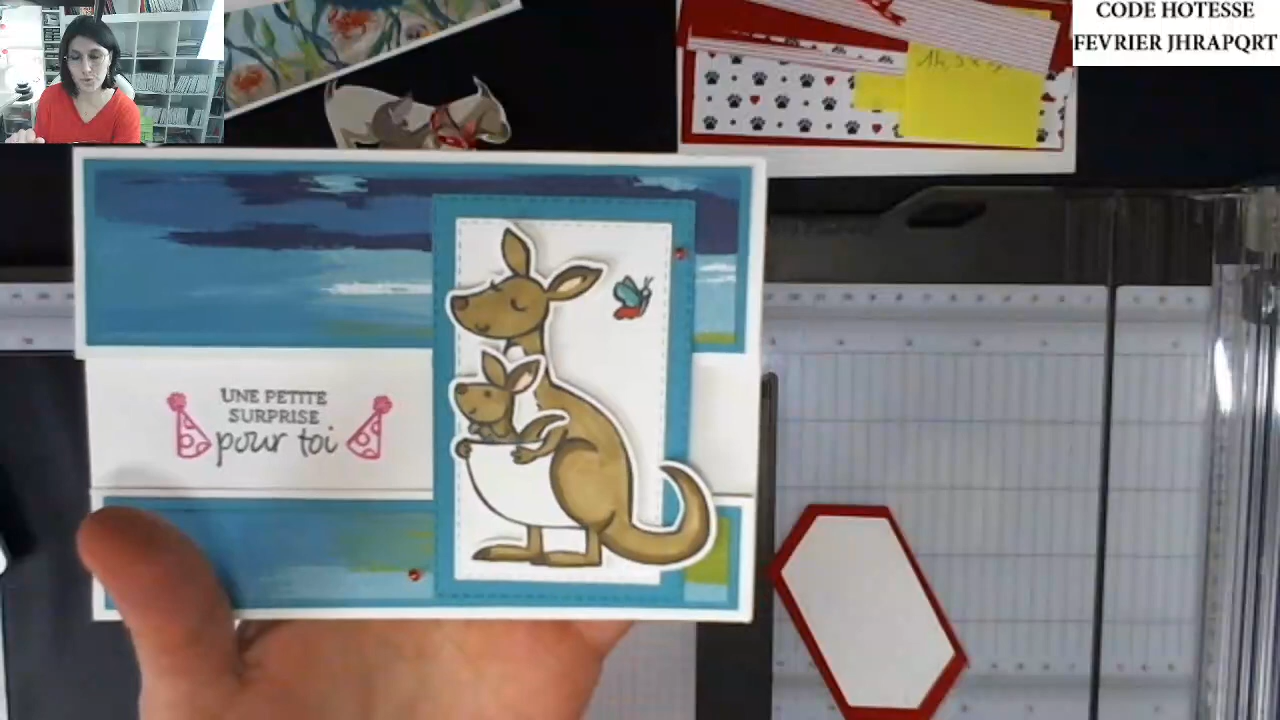 CODE HOTESSE
FEVRIER JHRAPQRT
UNE PETITE
SURPRISE
pour toi